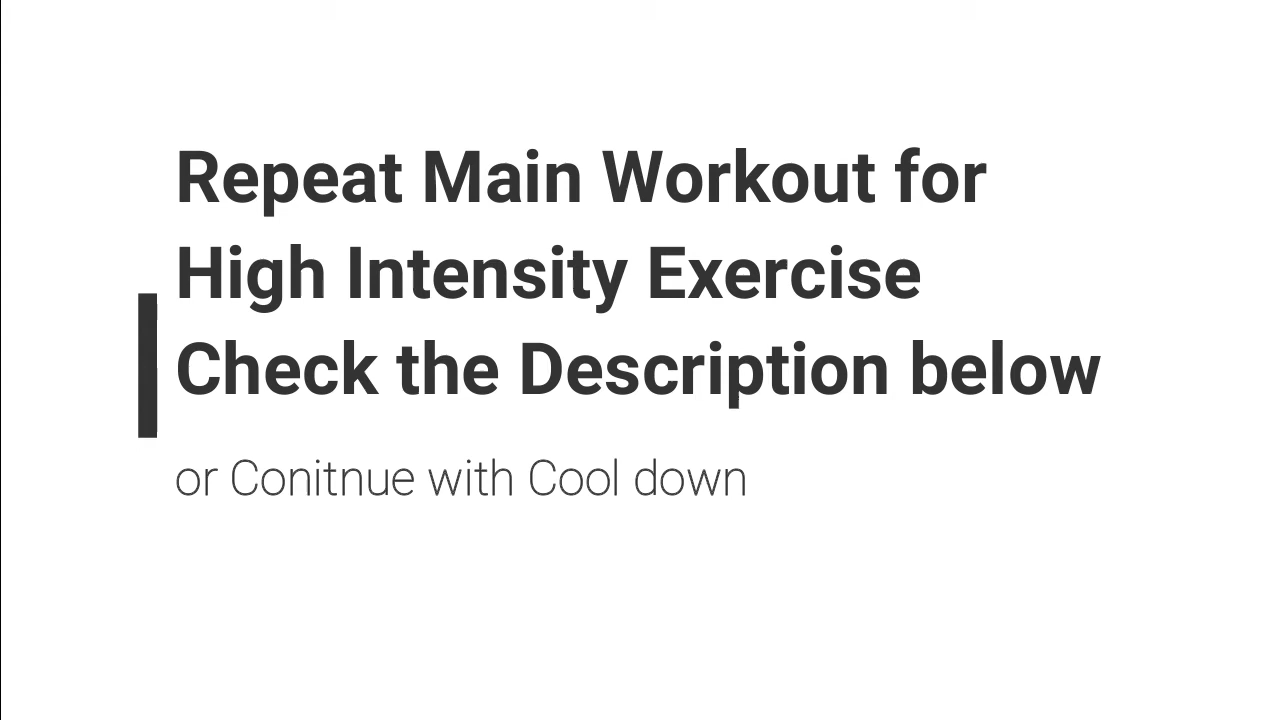 Repeat Main Workout for
High Intensity Exercise
Check the Description below
or Conitnue with Cool down